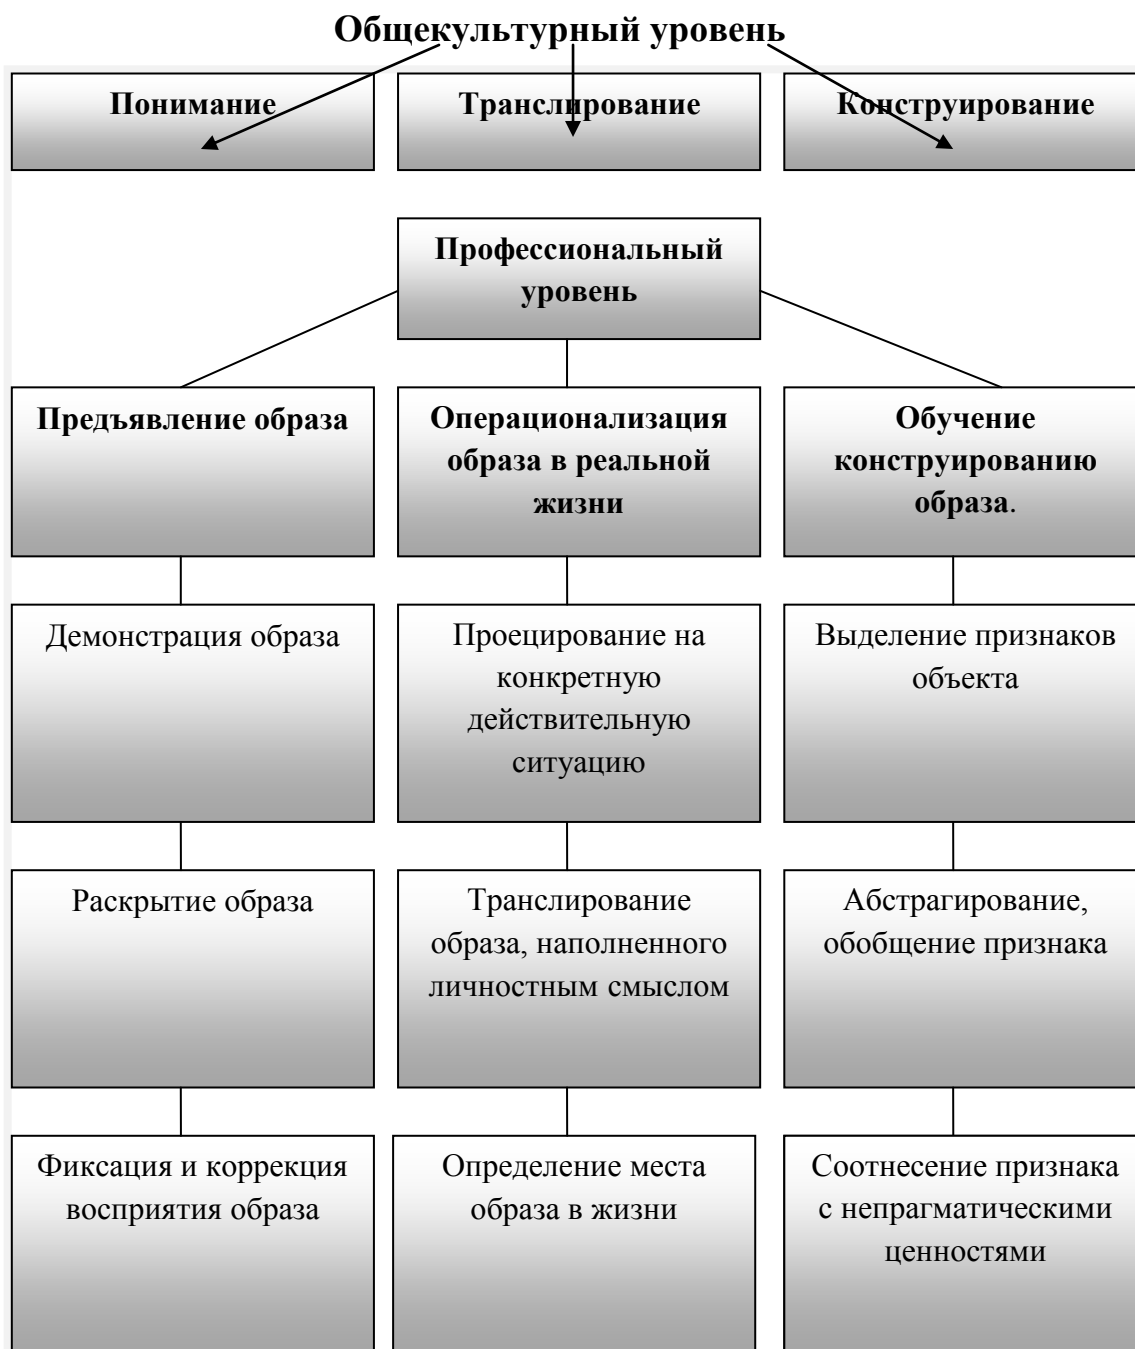 Общекультурный уровень
Понимание
Транслирование
Конструирование
Профессиональный
уровень
Предъявление образа
Операционализация
образа в реальной
жизни
Обучение
конструированию
образа.
Демонстрация образа
Проецирование на
конкретную
действительную
ситуацию
Выделение признаков
объекта
Раскрытие образа
Транслирование
образа, наполненного
личностным смыслом
Абстрагирование,
обобщение признака
Фиксация и коррекция
восприятия образа
Определение места
образа в жизни
Соотнесение признака
с непрагматическими
ценностями